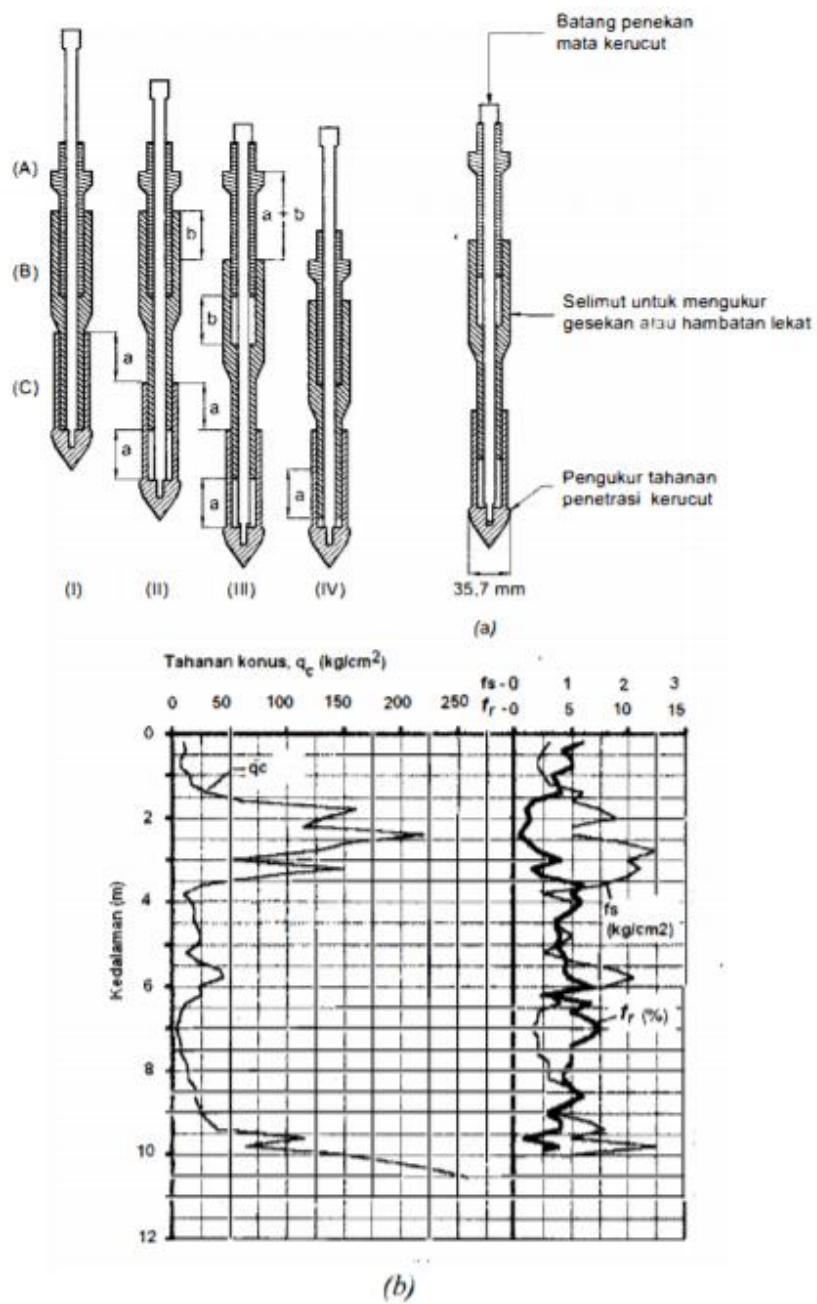 Batang penekan
mata kerucut
(A)
a + b
b
(B)
b
Selimut untuk mengukur
gesekan atau hambatan lekat
a
(C)
a
a
a
a
Pengukur tahanan
penetrasi kerucut
(I) (II) (III) (IV)
35,7 mm
(a)
Tahanan konus, qc (kg/cm2)
0 50 100 150 200 250
fs - 0 1 2 3
fr - 0 5 10 15
0
qc
2
Kedalaman (m)
4
fs
(kg/cm2)
6
fr (%)
8
10
12
(b)